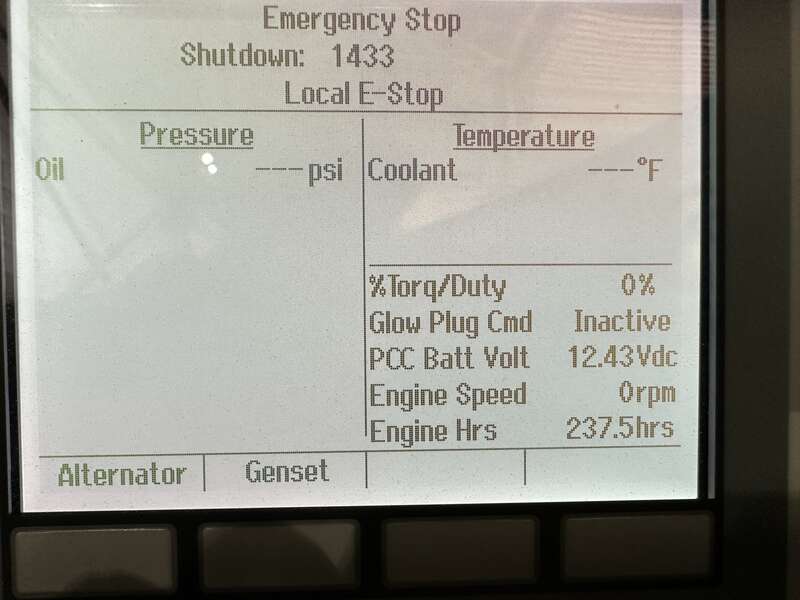 Emergency Stop
Shutdown: 1433
Local E-Stop
Pressure
Oil ---psi
Temperature
Coolant ---°F
%Torq/Duty 0%
Glow Plug Cmd Inactive
PCC Batt Volt 12.43Vdc
Engine Speed 0rpm
Engine Hrs 237.5hrs
Alternator Genset